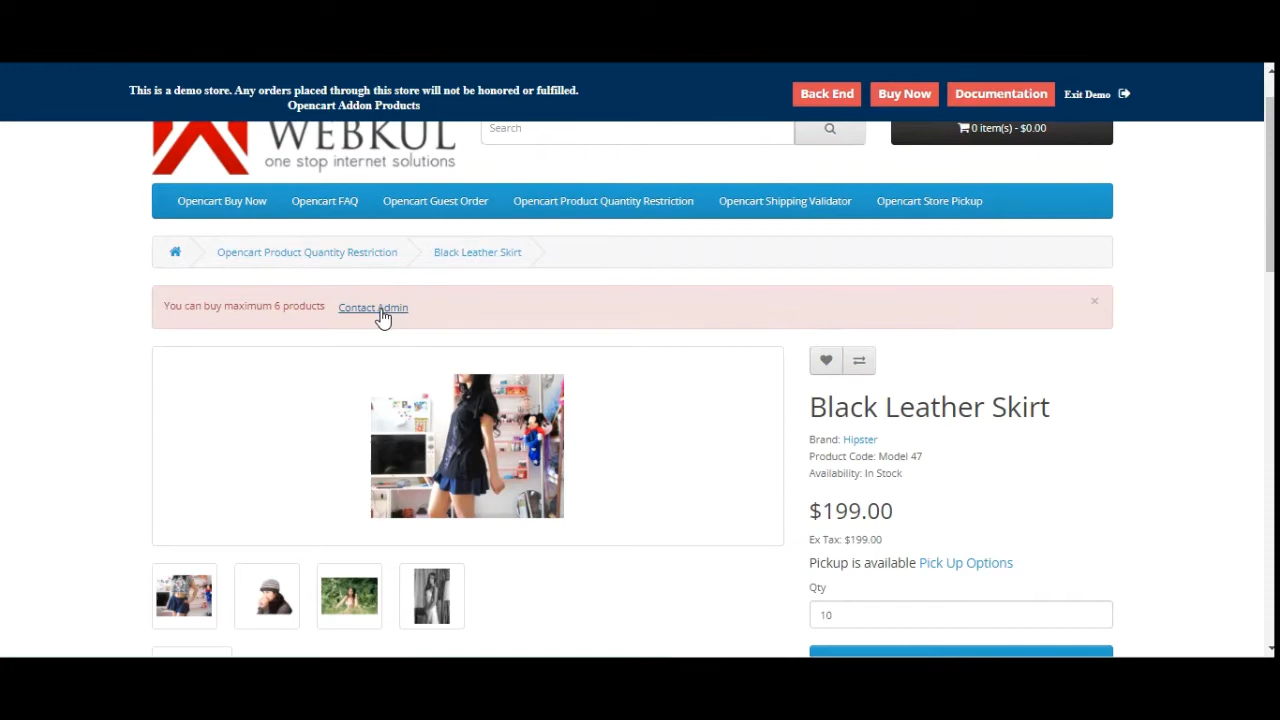 This is a demo store. Any orders placed through this store will not be honored or fulfilled.
Opencart Addon Products
Back End
Buy Now
Documentation
Exit Demo
WEBKUL
one stop internet solutions
Search
0 item(s) - $0.00
Opencart Buy Now
Opencart FAQ
Opencart Guest Order
Opencart Product Quantity Restriction
Opencart Shipping Validator
Opencart Store Pickup
Opencart Product Quantity Restriction
Black Leather Skirt
You can buy maximum 6 products Contact Admin
×
Black Leather Skirt
Brand: Hipster
Product Code: Model 47
Availability: In Stock
$199.00
Ex Tax: $199.00
Pickup is available Pick Up Options
Qty
10